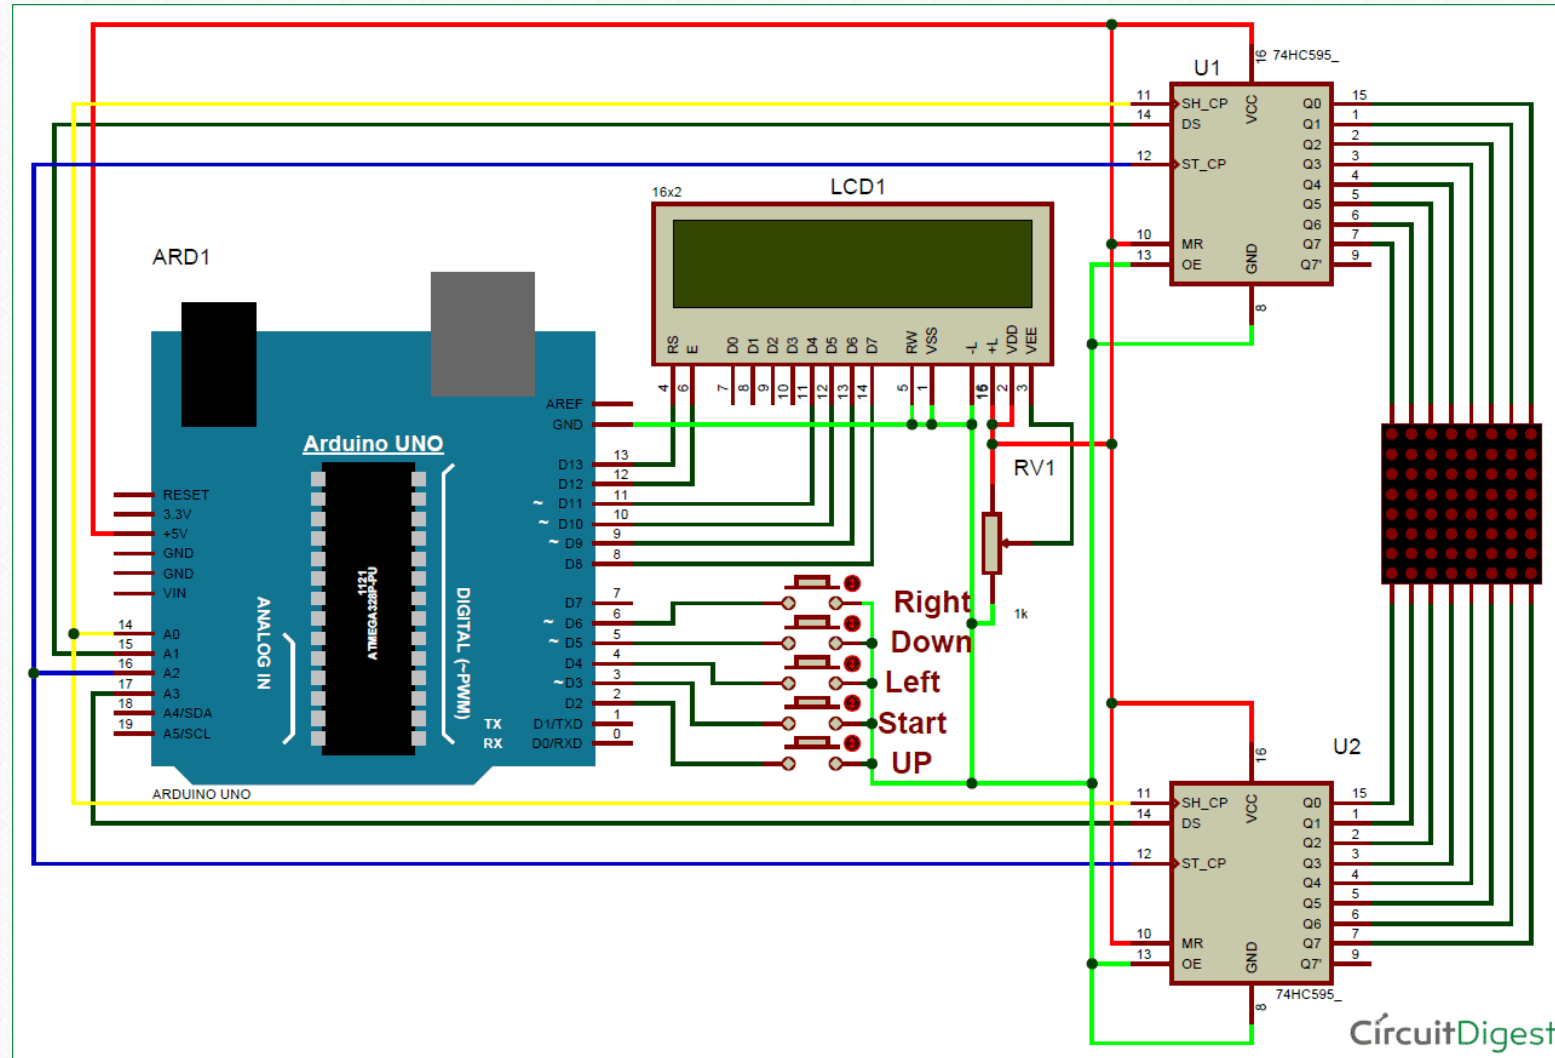 U1
16
74HC595_
11 SH_CP
14 DS
12 ST_CP
10 MR
13 OE
VCC
GND
8
Q0 15
Q1 1
Q2 2
Q3 3
Q4 4
Q5 5
Q6 6
Q7 7
Q7' 9
16x2
LCD1
RS
E
D0
D1
D2
D3
D4
D5
D6
D7
RW
VSS
-L
+L
VDD
VEE
4
6
7
8
9
10
11
12
13
14
5
1
2
3
ARD1
Arduino UNO
1121
ATMEGA328P-PU
ANALOG IN
DIGITAL (~PWM)
RESET
3.3V
+5V
GND
GND
VIN
14 A0
15 A1
16 A2
17 A3
18 A4/SDA
19 A5/SCL
AREF
GND
D13 13
D12 12
~ D11 11
~ D10 10
~ D9 9
D8 8
D7 7
~ D6 6
~ D5 5
D4 4
~ D3 3
D2 2
TX D1/TXD 1
RX D0/RXD 0
ARDUINO UNO
RV1
1k
Right
Down
Left
Start
UP
U2
16
11 SH_CP
14 DS
12 ST_CP
10 MR
13 OE
VCC
GND
8
Q0 15
Q1 1
Q2 2
Q3 3
Q4 4
Q5 5
Q6 6
Q7 7
Q7' 9
74HC595_
CircuitDigest